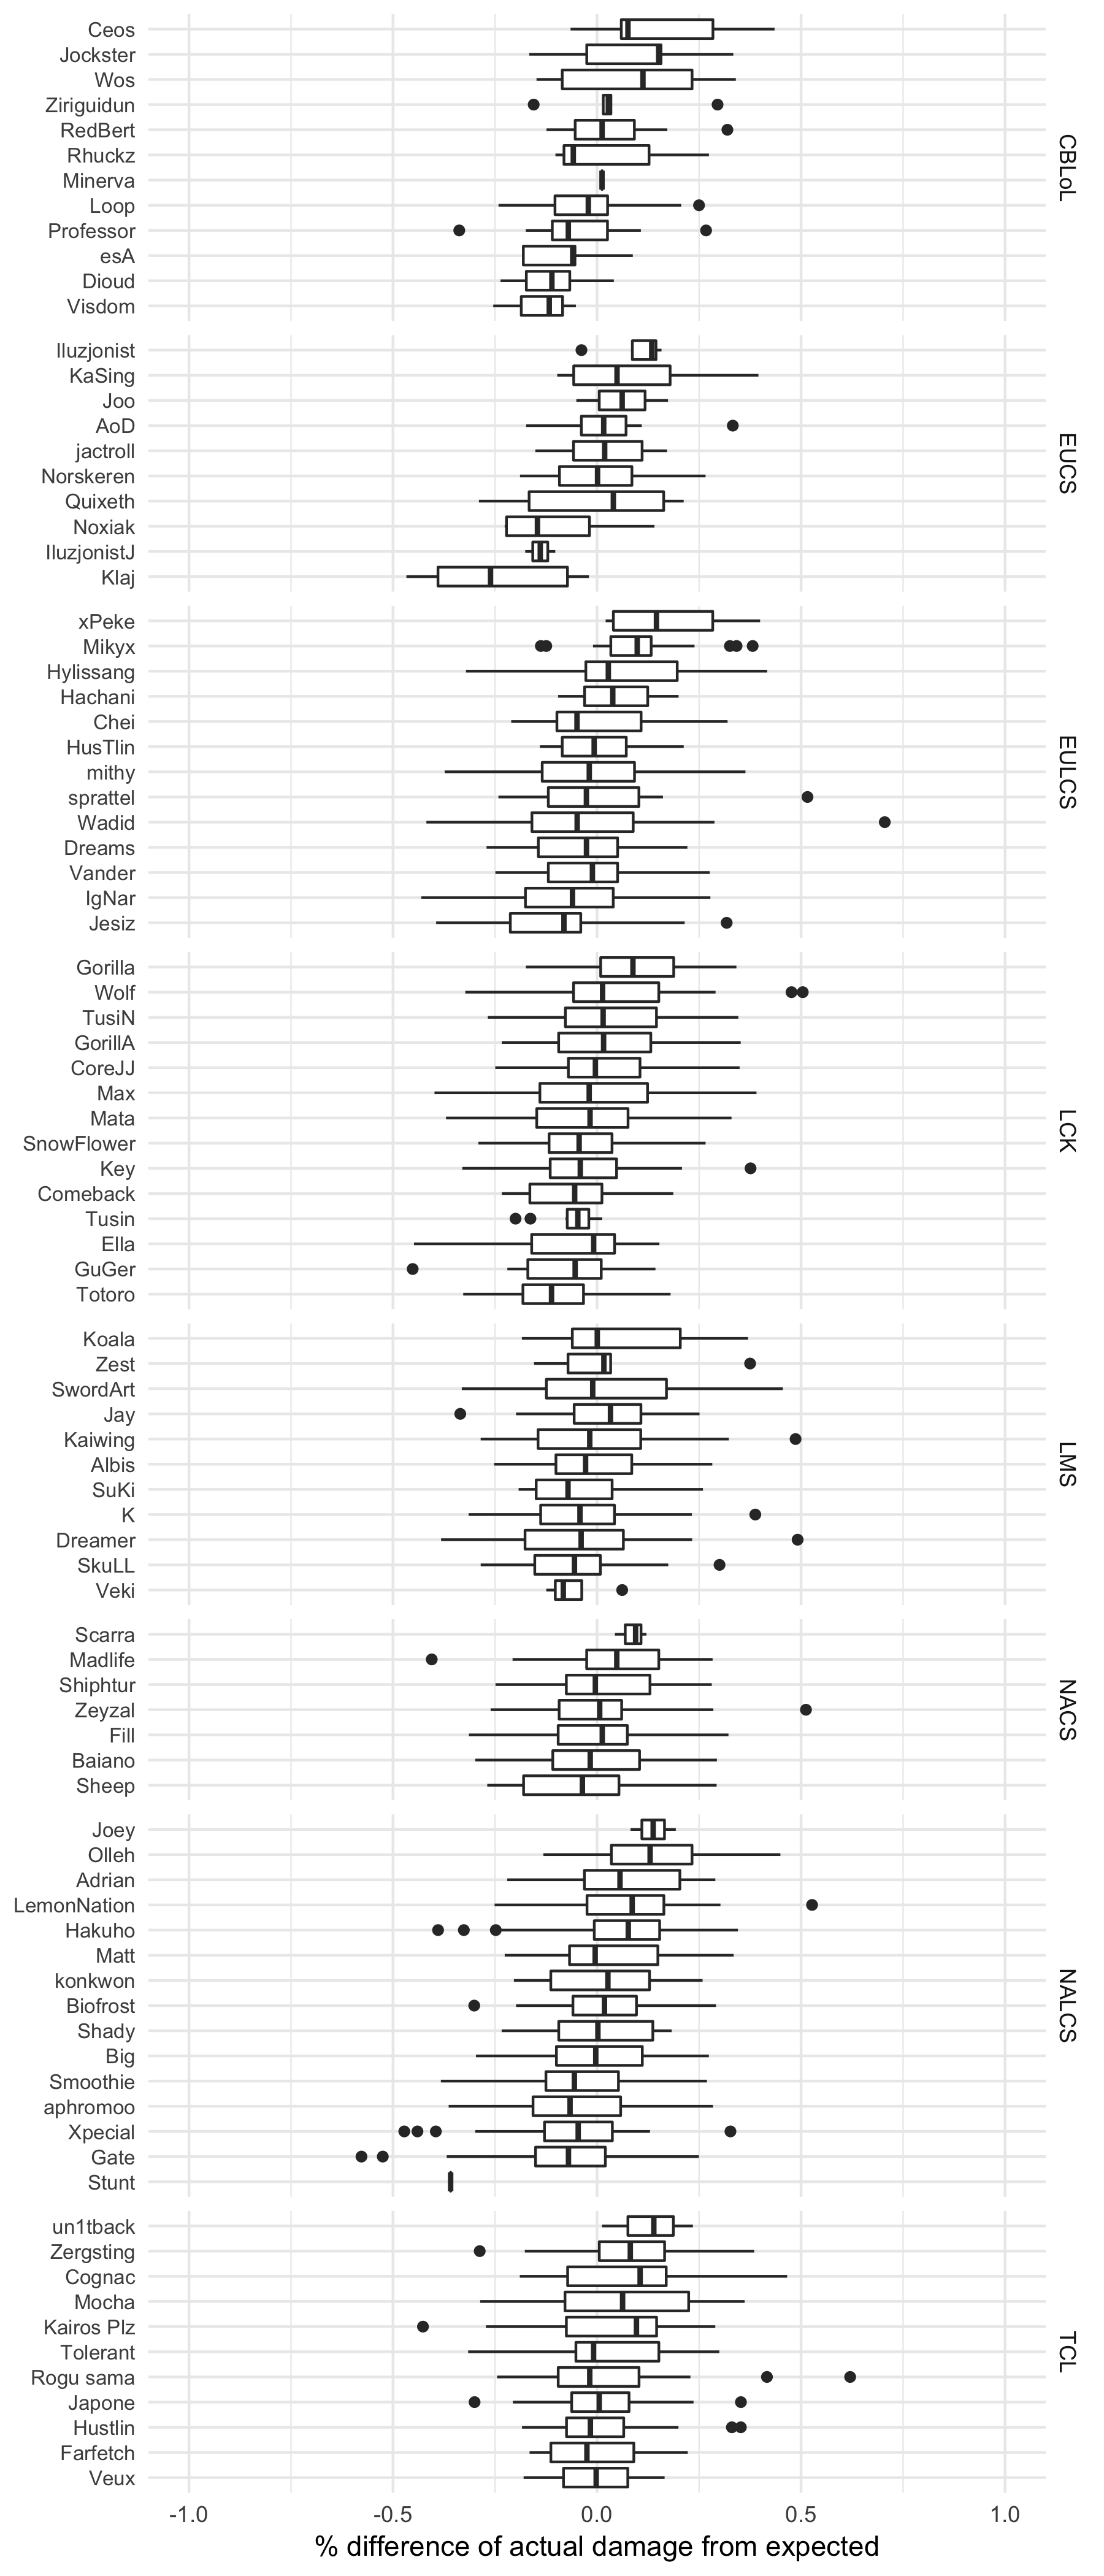 Ceos
Jockster
Wos
Ziriguidun
RedBert
Rhuckz
Minerva
Loop
Professor
esA
Dioud
Visdom
CBLoL
Iluzjonist
KaSing
Joo
AoD
jactroll
Norskeren
Quixeth
Noxiak
IluzjonistJ
Klaj
EUCS
xPeke
Mikyx
Hylissang
Hachani
Chei
HusTlin
mithy
sprattel
Wadid
Dreams
Vander
IgNar
Jesiz
EULCS
Gorilla
Wolf
TusiN
GorillA
CoreJJ
Max
Mata
SnowFlower
Key
Comeback
Tusin
Ella
GuGer
Totoro
LCK
Koala
Zest
SwordArt
Jay
Kaiwing
Albis
SuKi
K
Dreamer
SkuLL
Veki
LMS
Scarra
Madlife
Shiphtur
Zeyzal
Fill
Baiano
Sheep
NACS
Joey
Olleh
Adrian
LemonNation
Hakuho
Matt
konkwon
Biofrost
Shady
Big
Smoothie
aphromoo
Xpecial
Gate
Stunt
NALCS
un1tback
Zergsting
Cognac
Mocha
Kairos Plz
Tolerant
Rogu sama
Japone
Hustlin
Farfetch
Veux
TCL
-1.0 -0.5 0.0 0.5 1.0
% difference of actual damage from expected